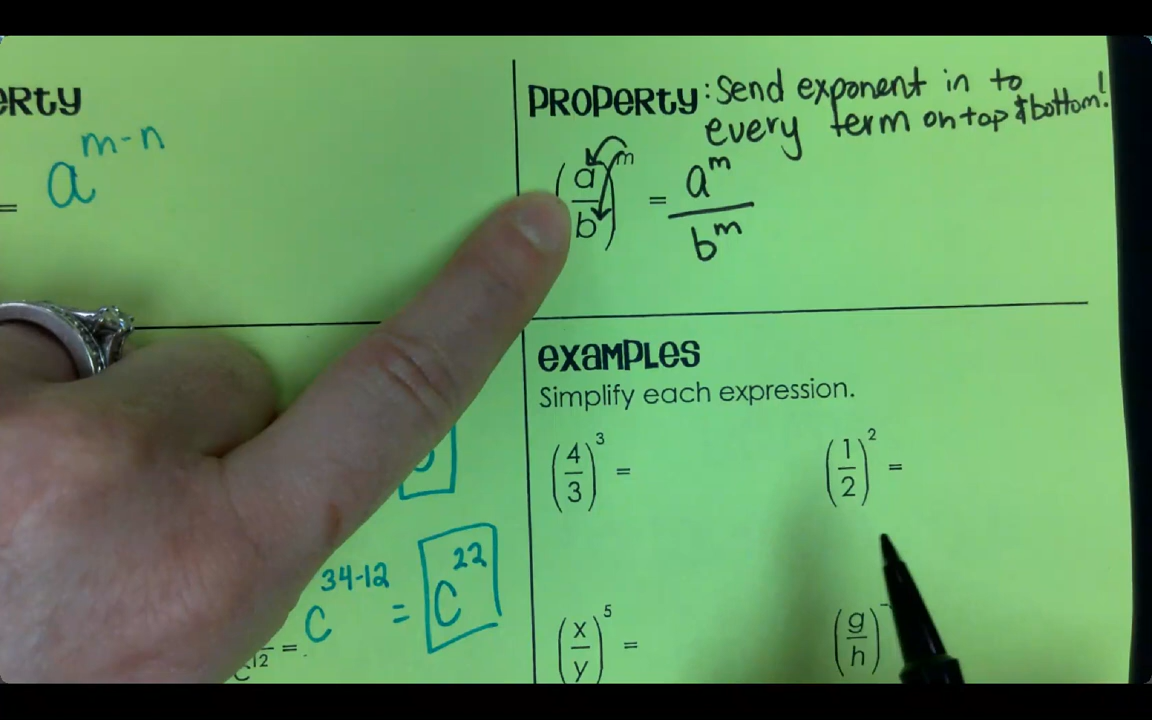 eRty
= a^{m-n}
PROPeRty: Send exponent in to
every term on top & bottom!
(a/b)^m = a^m/b^m
exaMPLeS
Simplify each expression.
(4/3)^3 =
(1/2)^2 =
c^{34-12} = c^{22}
12 =
(x/y)^5 =
(g/h)^-